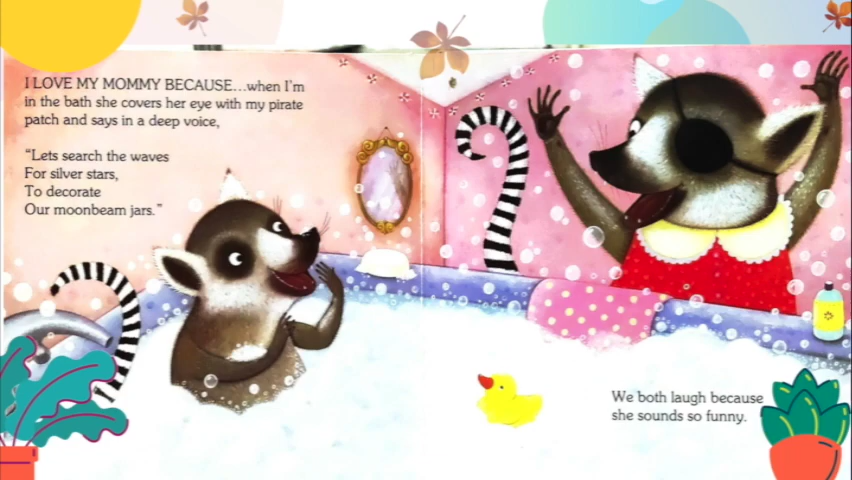 I LOVE MY MOMMY BECAUSE...when I'm
in the bath she covers her eye with my pirate
patch and says in a deep voice,
"Lets search the waves
For silver stars,
To decorate
Our moonbeam jars."
We both laugh because
she sounds so funny.